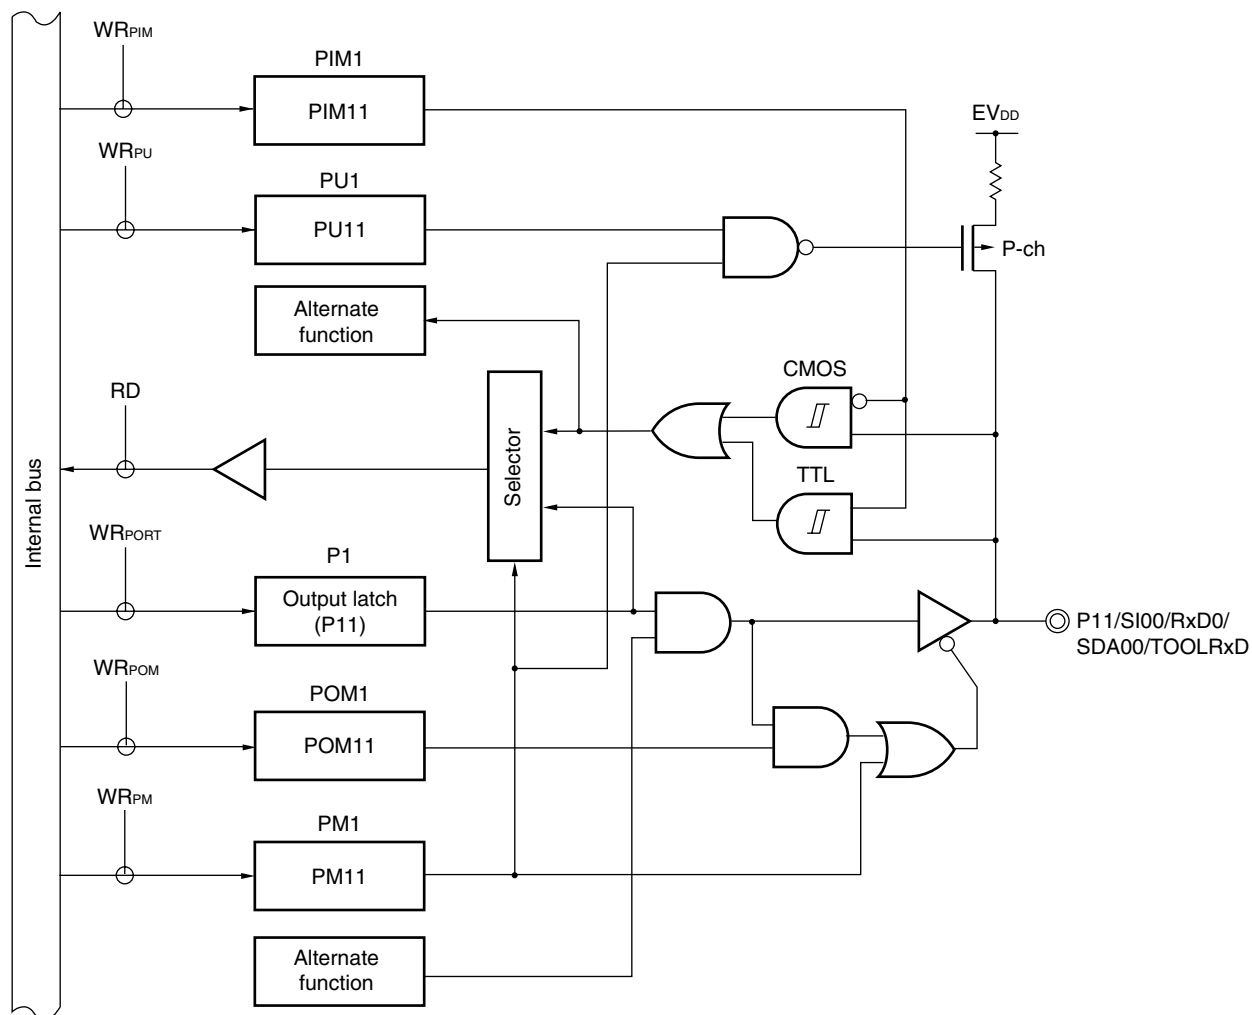 WRPIM
PIM1
PIM11
EVDD
WRPU
PU1
PU11
P-ch
Alternate
function
CMOS
RD
Selector
TTL
Internal bus
WRPORT
P1
Output latch
(P11)
P11/SI00/RxD0/
SDA00/TOOLRxD
WRPOM
POM1
POM11
WRPM
PM1
PM11
Alternate
function